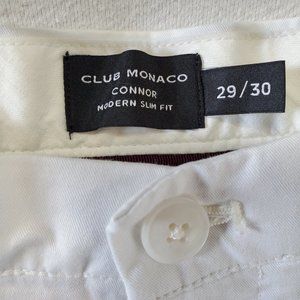 CLUB MONACO
CONNOR
MODERN SLIM FIT
29/30